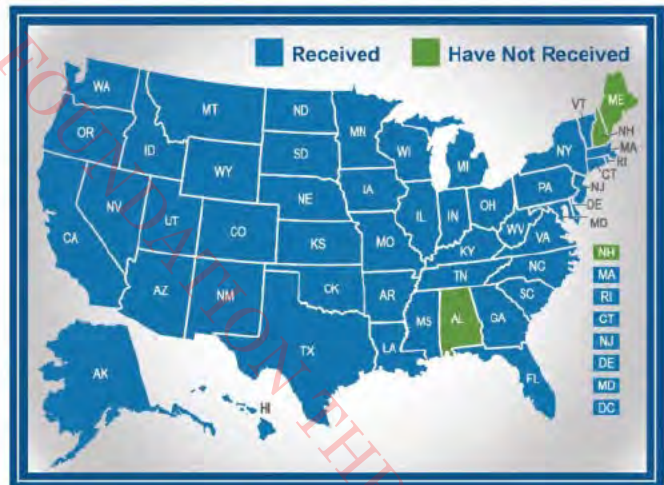 Received Have Not Received
WA
MT
ND
MN
VT
ME
OR
ID
SD
WI
MI
NY
NH
MA
RI
CT
WY
NE
IA
PA
NJ
NV
UT
CO
IL
IN
OH
DE
MD
CA
KS
MO
WV
VA
KY
NH
AZ
NM
OK
AR
TN
NC
MA
RI
SC
CT
MS
AL
GA
NJ
TX
LA
DE
AK
FL
MD
HI
DC
FOUNDATION